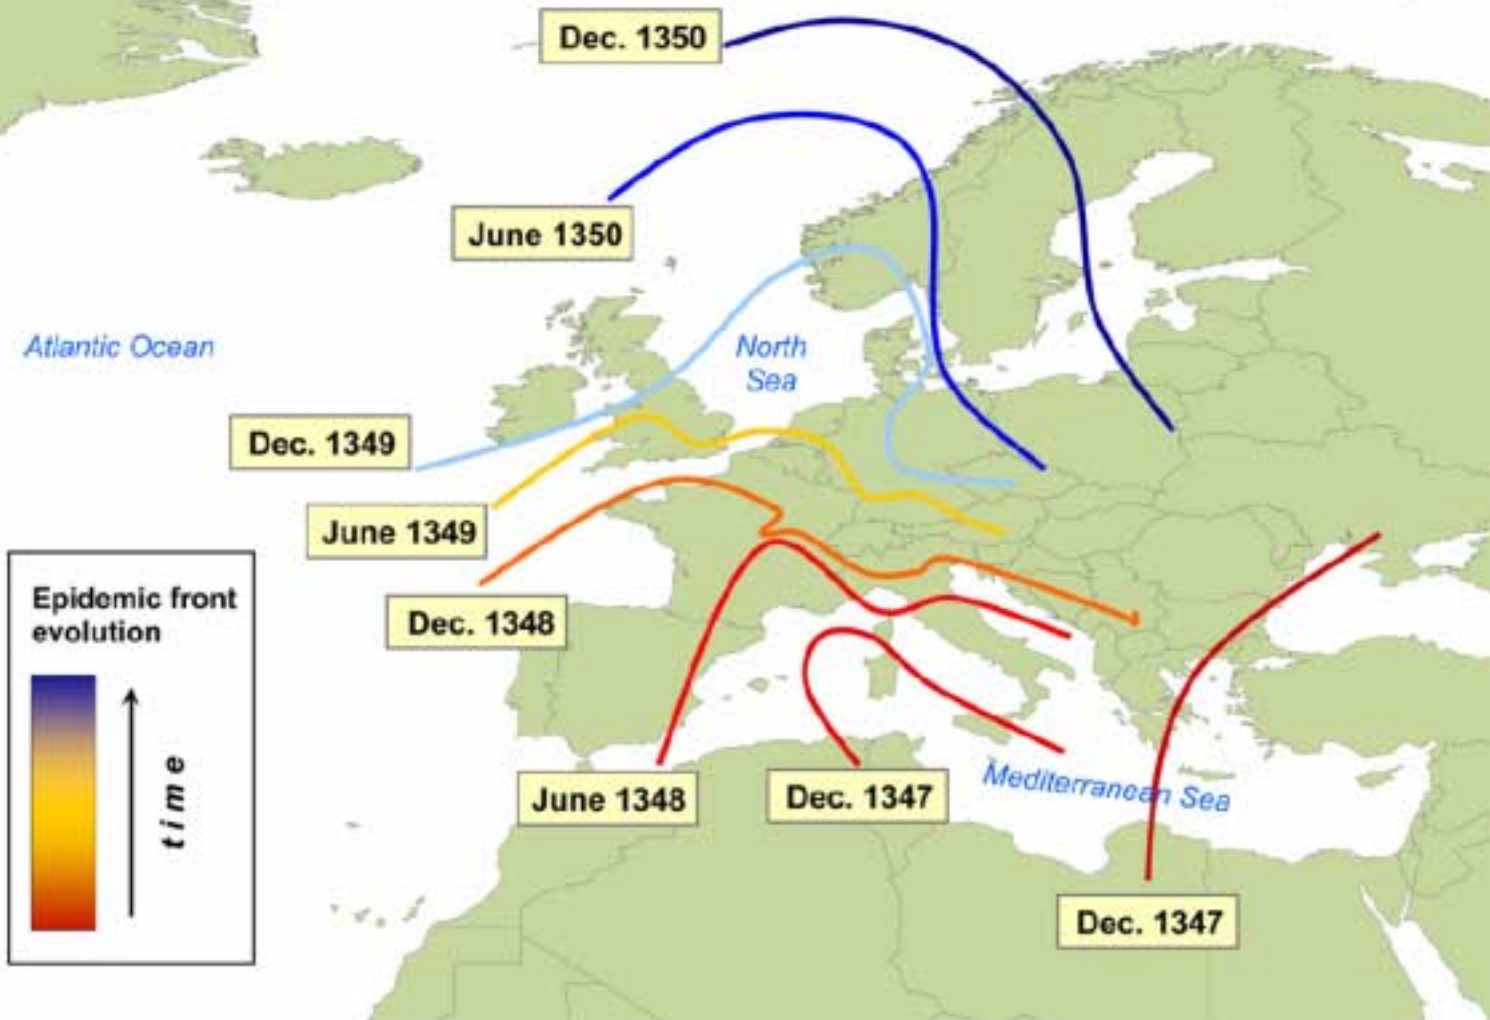 Dec. 1350
June 1350
Atlantic Ocean
North
Sea
Dec. 1349
June 1349
Epidemic front
evolution
time
Dec. 1348
June 1348
Dec. 1347
Mediterranean Sea
Dec. 1347